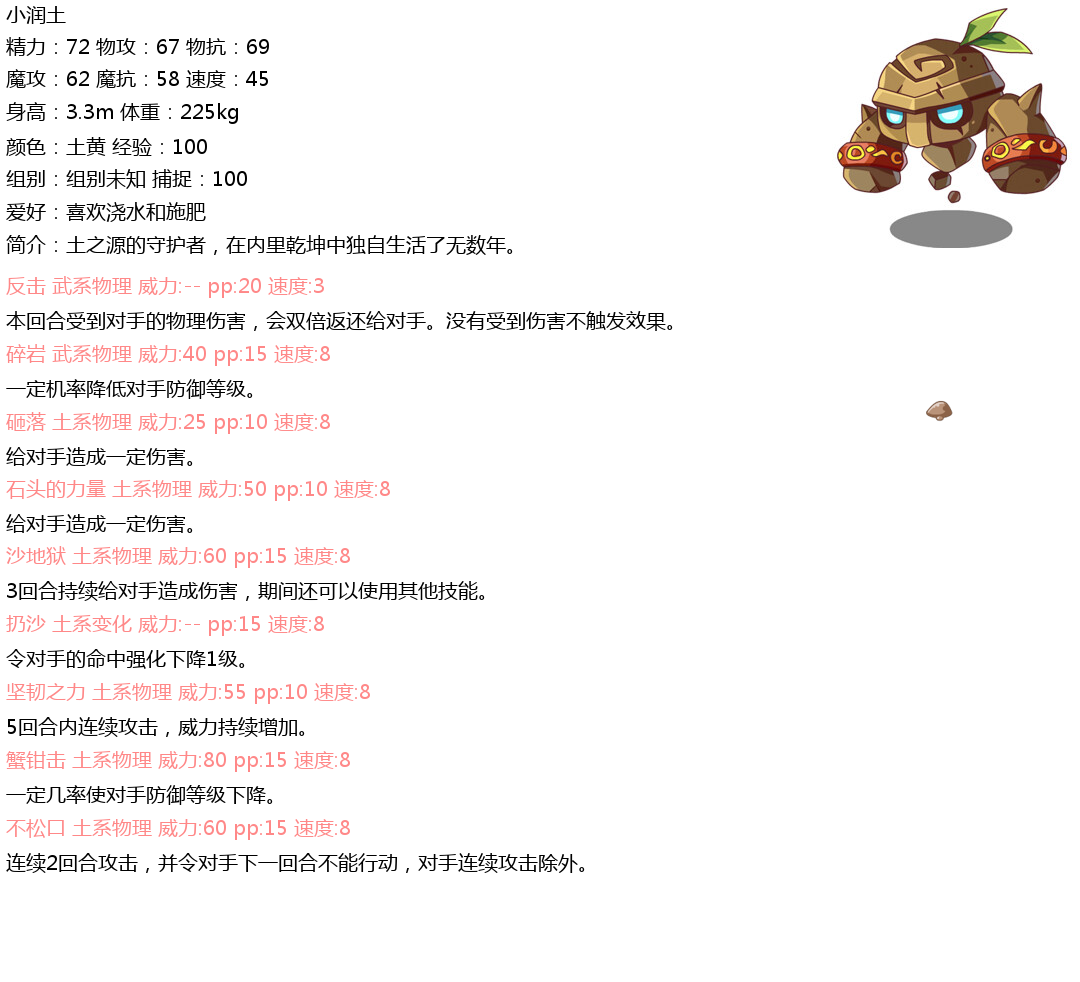 小润土
精力：72 物攻：67 物抗：69
魔攻：62 魔抗：58 速度：45
身高：3.3m 体重：225kg
颜色：土黄 经验：100
组别：组别未知 捕捉：100
爱好：喜欢浇水和施肥
简介：土之源的守护者，在内里乾坤中独自生活了无数年。
反击 武系物理 威力:-- pp:20 速度:3
本回合受到对手的物理伤害，会双倍返还给对手。没有受到伤害不触发效果。
碎岩 武系物理 威力:40 pp:15 速度:8
一定机率降低对手防御等级。
砸落 土系物理 威力:25 pp:10 速度:8
给对手造成一定伤害。
石头的力量 土系物理 威力:50 pp:10 速度:8
给对手造成一定伤害。
沙地狱 土系物理 威力:60 pp:15 速度:8
3回合持续给对手造成伤害，期间还可以使用其他技能。
扔沙 土系变化 威力:-- pp:15 速度:8
令对手的命中强化下降1级。
坚韧之力 土系物理 威力:55 pp:10 速度:8
5回合内连续攻击，威力持续增加。
蟹钳击 土系物理 威力:80 pp:15 速度:8
一定几率使对手防御等级下降。
不松口 土系物理 威力:60 pp:15 速度:8
连续2回合攻击，并令对手下一回合不能行动，对手连续攻击除外。